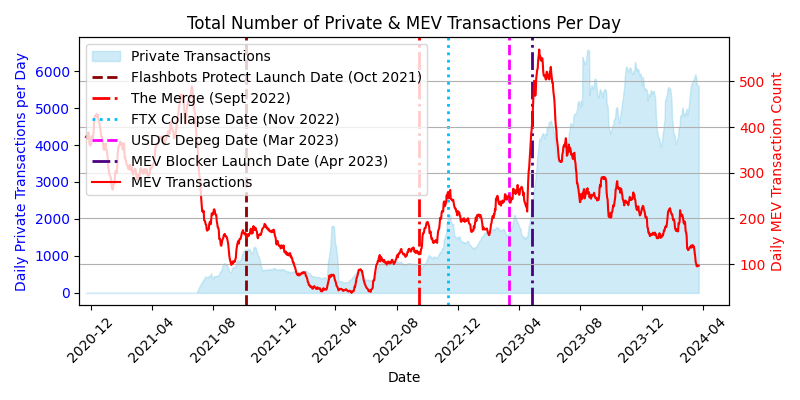 Total Number of Private & MEV Transactions Per Day
Daily Private Transactions per Day
6000
5000
4000
3000
2000
1000
0
Private Transactions
Flashbots Protect Launch Date (Oct 2021)
The Merge (Sept 2022)
FTX Collapse Date (Nov 2022)
USDC Depeg Date (Mar 2023)
MEV Blocker Launch Date (Apr 2023)
MEV Transactions
500
400
300
200
100
Daily MEV Transaction Count
2020-12
2021-04
2021-08
2021-12
2022-04
2022-08
2022-12
2023-04
2023-08
2023-12
2024-04
Date